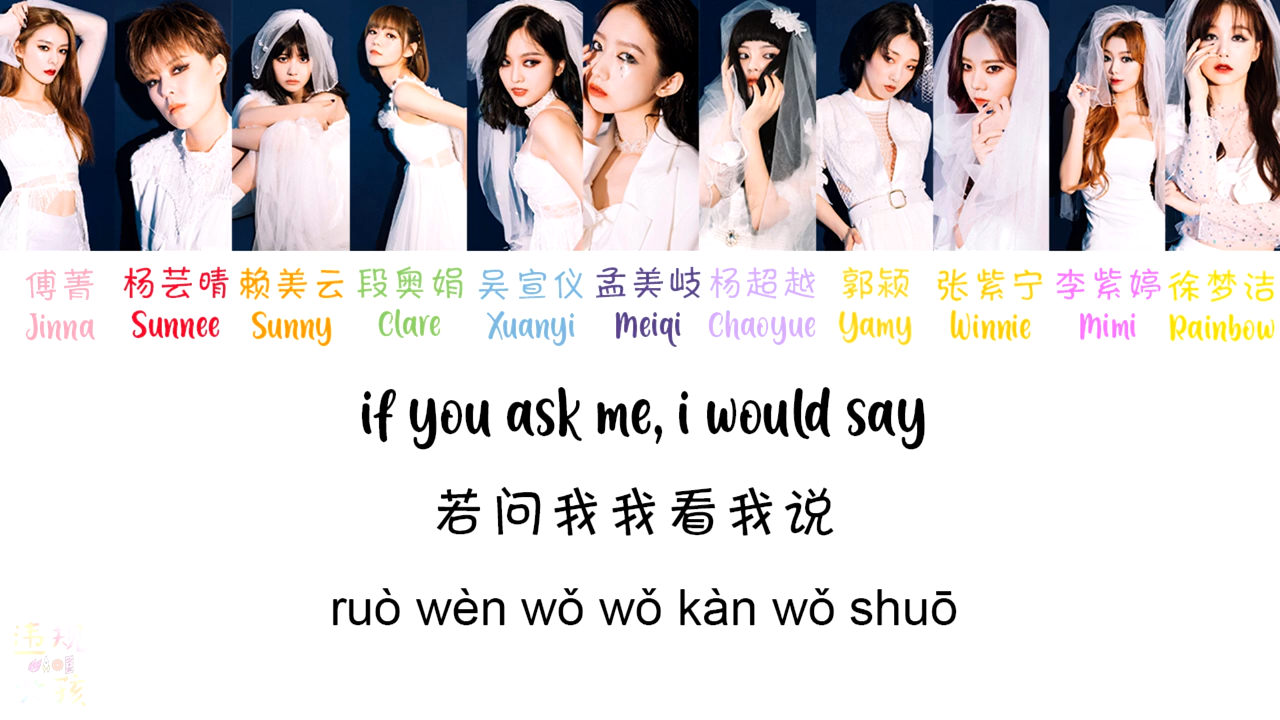 傅菁 杨芸晴 赖美云 段奥娟 吴宣仪 孟美岐 杨超越 郭颖 张紫宁 李紫婷 徐梦洁
Jinna Sunnee Sunny Clare Xuanyi Meiqi Chaoyue Yamy Winnie Mimi Rainbow
if you ask me, i would say
若问我我看我说
ruò wèn wǒ wǒ kàn wǒ shuō
违规
孩